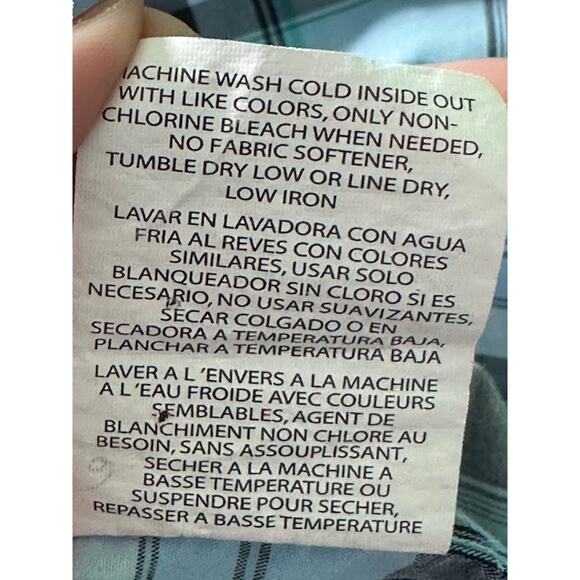 MACHINE WASH COLD INSIDE OUT
WITH LIKE COLORS, ONLY NON-
CHLORINE BLEACH WHEN NEEDED,
NO FABRIC SOFTENER,
TUMBLE DRY LOW OR LINE DRY,
LOW IRON
LAVAR EN LAVADORA CON AGUA
FRIA AL REVES CON COLORES
SIMILARES, USAR SOLO
BLANQUEADOR SIN CLORO SI ES
NECESARIO, NO USAR SUAVIZANTES,
SECAR COLGADO O EN
SECADORA A TEMPERATURA BAJA,
PLANCHAR A TEMPERATURA BAJA
LAVER A L 'ENVERS A LA MACHINE
A L 'EAU FROIDE AVEC COULEURS
SEMBLABLES, AGENT DE
BLANCHIMENT NON CHLORE AU
BESOIN, SANS ASSOUPLISSANT,
SECHER A LA MACHINE A
BASSE TEMPERATURE OU
SUSPENDRE POUR SECHER,
REPASSER A BASSE TEMPERATURE